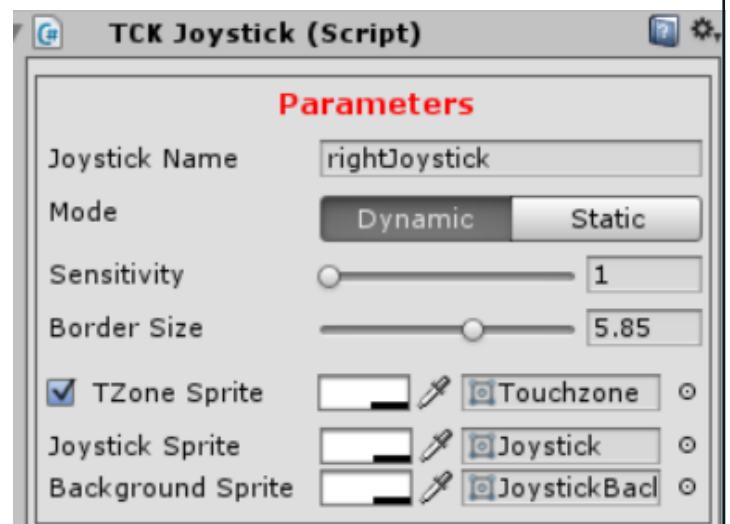 TCK Joystick (Script)
Parameters
Joystick Name rightJoystick
Mode Dynamic Static
Sensitivity 1
Border Size 5.85
TZone Sprite Touchzone
Joystick Sprite Joystick
Background Sprite JoystickBacl